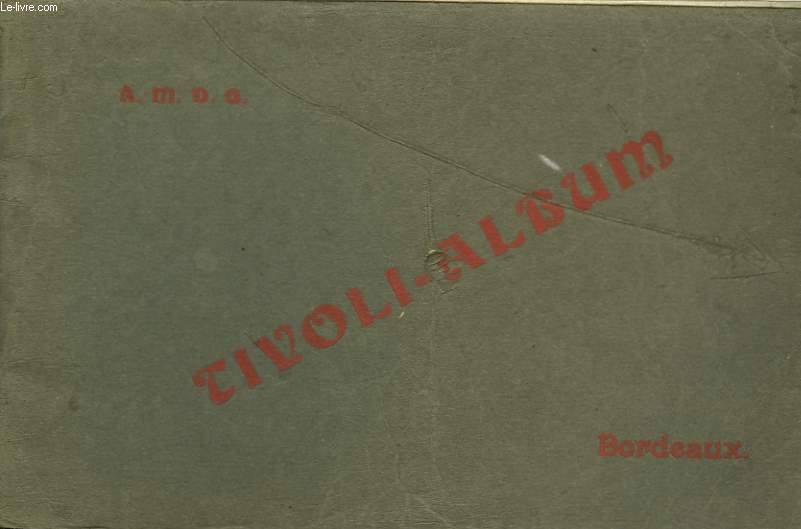 Le-livre.com
A. M. D. G.
TIVOLI-ALBUM
Bordeaux.